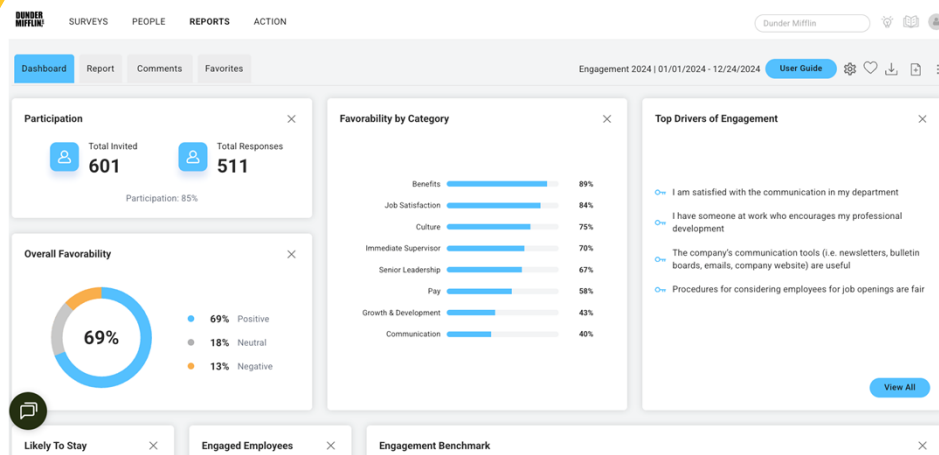 DUNDER
MIFFLIN!
SURVEYS PEOPLE REPORTS ACTION
Dunder Mifflin
Dashboard Report Comments Favorites
Engagement 2024 | 01/01/2024 - 12/24/2024 User Guide
Participation
Total Invited
601
Total Responses
511
Participation: 85%
Overall Favorability
69%
69% Positive
18% Neutral
13% Negative
Favorability by Category
Benefits 89%
Job Satisfaction 84%
Culture 75%
Immediate Supervisor 70%
Senior Leadership 67%
Pay 58%
Growth & Development 43%
Communication 40%
Top Drivers of Engagement
I am satisfied with the communication in my department
I have someone at work who encourages my professional
development
The company's communication tools (i.e. newsletters, bulletin
boards, emails, company website) are useful
Procedures for considering employees for job openings are fair
View All
Likely To Stay
Engaged Employees
Engagement Benchmark